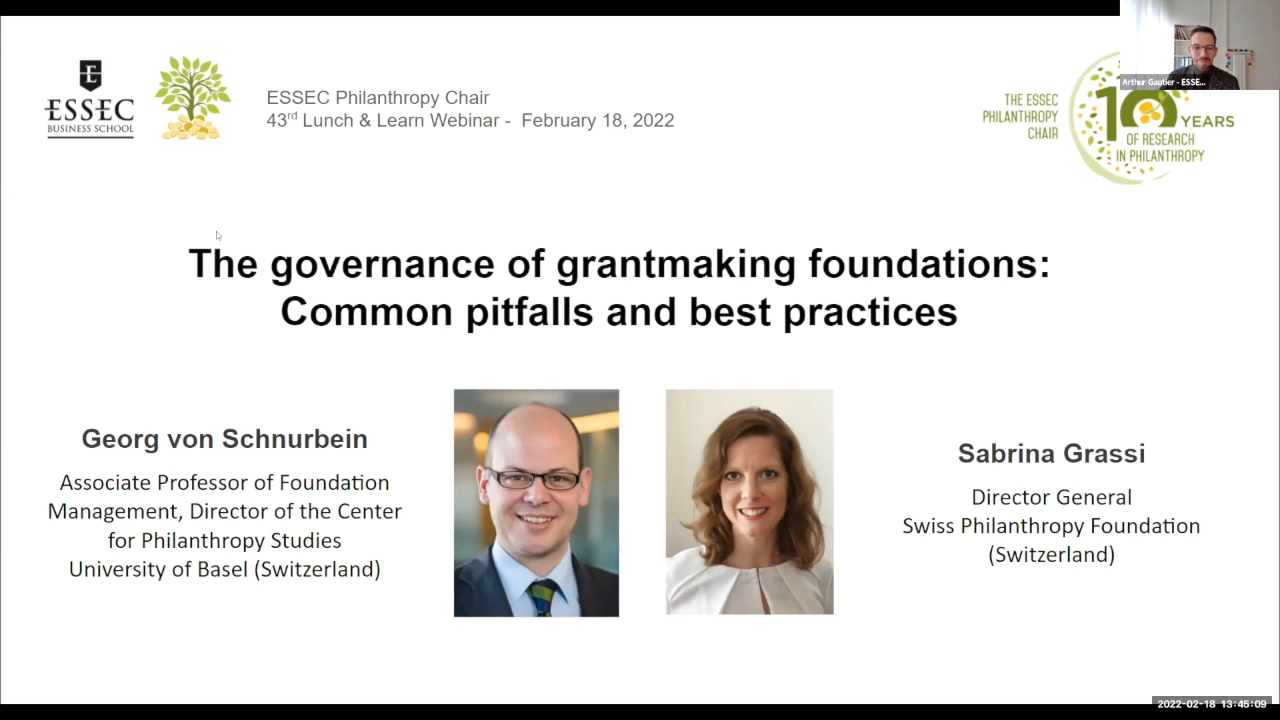 ESSEC
BUSINESS SCHOOL
ESSEC Philanthropy Chair
43rd Lunch & Learn Webinar - February 18, 2022
THE ESSEC
PHILANTHROPY
CHAIR
10 YEARS
OF RESEARCH
IN PHILANTHROPY
Arthur Gautier - ESSE...
The governance of grantmaking foundations:
Common pitfalls and best practices
Georg von Schnurbein
Associate Professor of Foundation
Management, Director of the Center
for Philanthropy Studies
University of Basel (Switzerland)
Sabrina Grassi
Director General
Swiss Philanthropy Foundation
(Switzerland)
2022-02-18 13:45:09